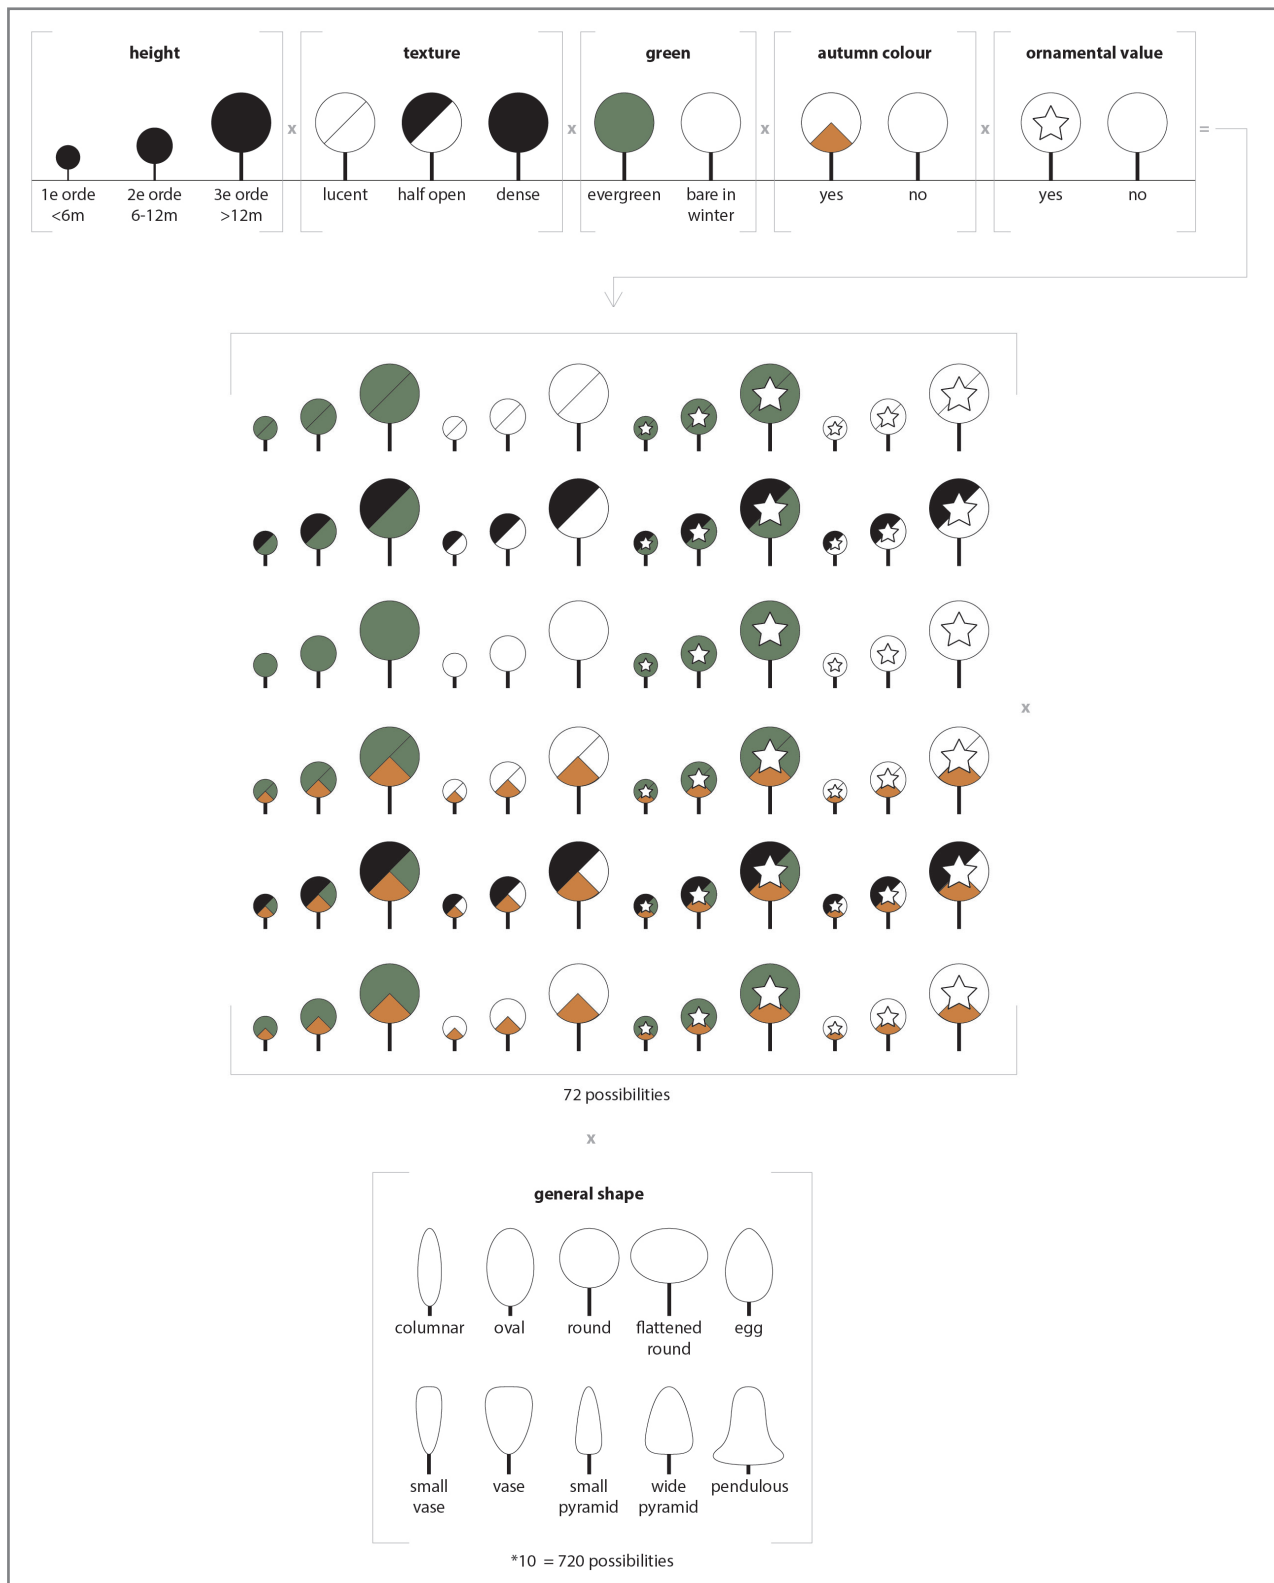 height
texture
green
autumn colour
ornamental value
x
x
x
x
=
1e orde
<6m
2e orde
6-12m
3e orde
>12m
lucent
half open
dense
evergreen
bare in
winter
yes
no
yes
no
x
72 possibilities
x
general shape
columnar
oval
round
flattened
round
egg
small
vase
vase
small
pyramid
wide
pyramid
pendulous
*10 = 720 possibilities